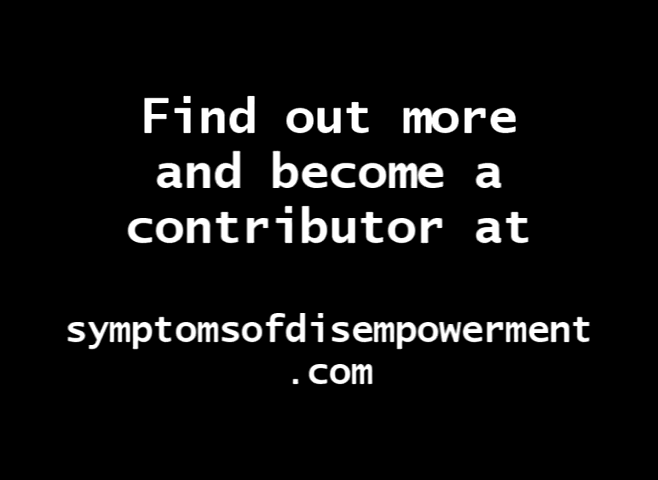 Find out more
and become a
contributor at
symptomsofdisempowerment
.com